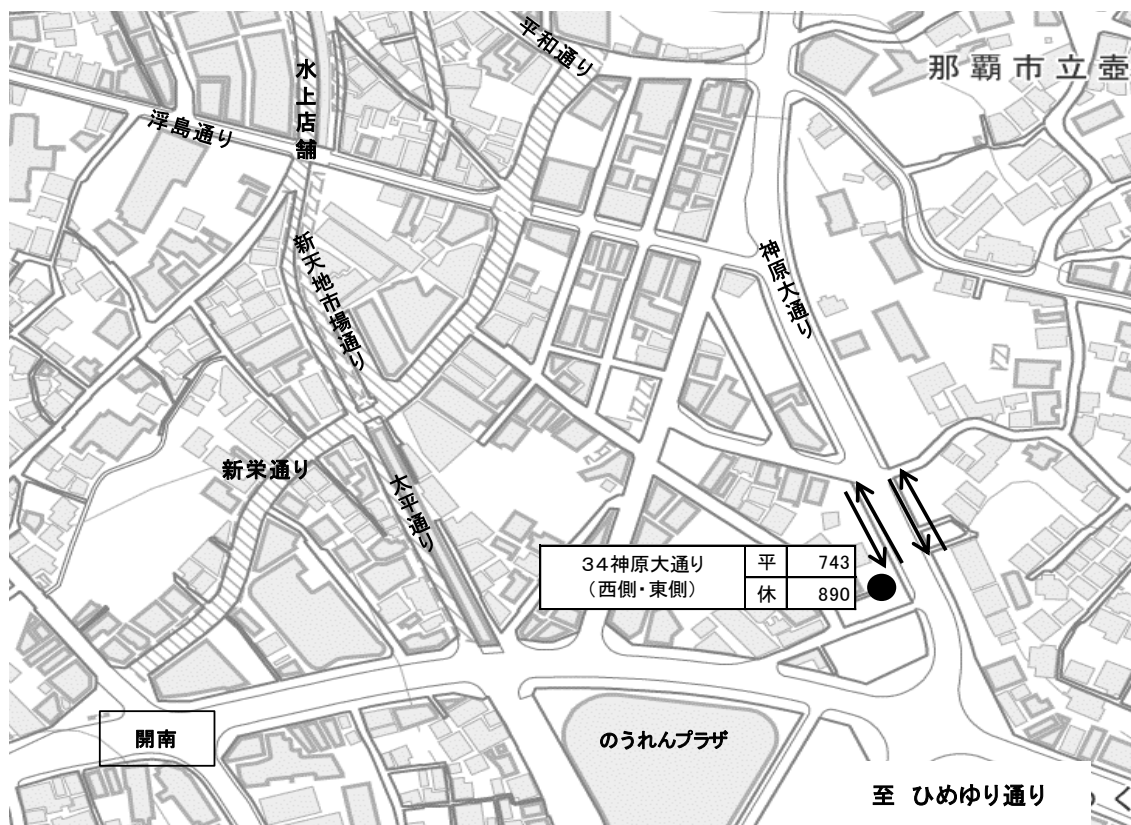 平和通り
那覇市立壺
水上店舗
浮島通り
新天地市場通り
神原大通り
新栄通り
太平通り
34神原大通り 平 743
(西側・東側) 休 890
開南
のうれんプラザ
至 ひめゆり通り
く